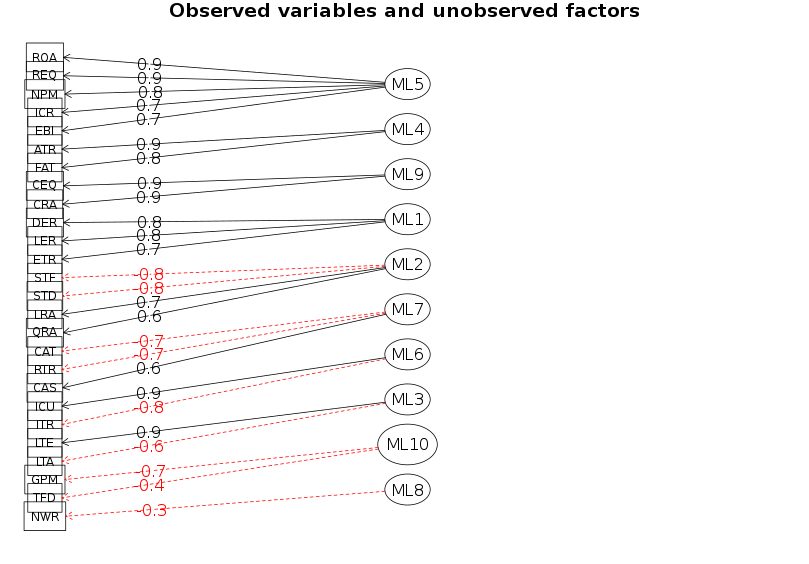 Observed variables and unobserved factors
ROA
REQ
NPM
ICR
EBI
ATR
FAT
CEQ
CRA
DER
LER
ETR
STF
STD
QRA
CAT
RTR
CAS
ICU
LTE
LTA
GPM
TFD
NWR
0.9
0.9
0.8
0.7
0.7
0.9
0.8
0.9
0.9
0.8
0.8
0.7
-0.8
-0.8
0.7
0.6
-0.7
-0.7
0.6
0.9
-0.8
0.9
-0.6
-0.7
-0.4
-0.3
ML5
ML4
ML9
ML1
ML2
ML7
ML6
ML3
ML10
ML8